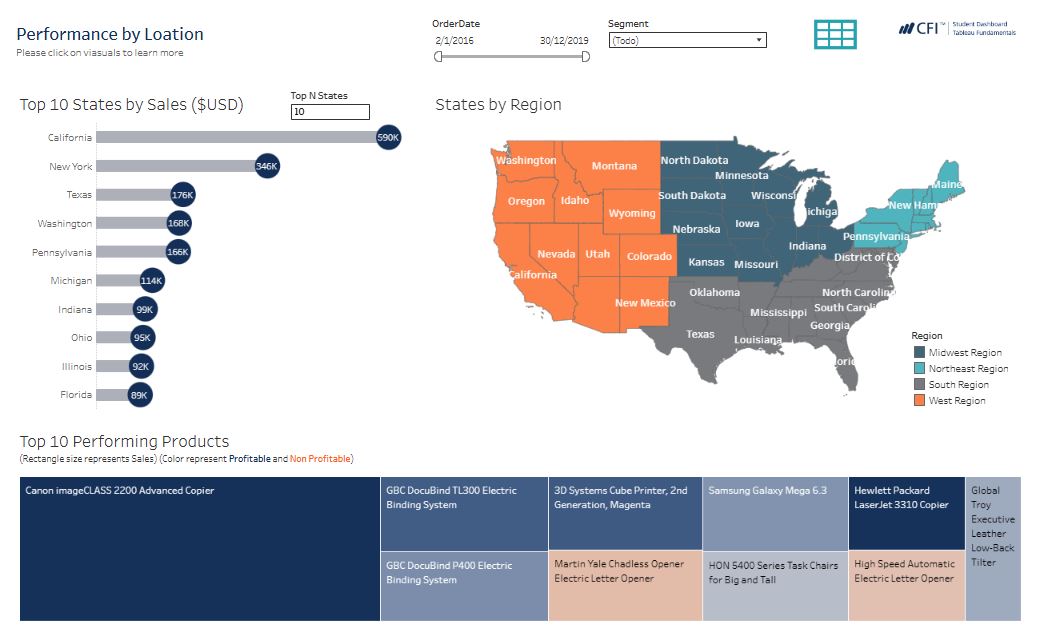 Performance by Loation
Please click on viasuals to learn more
OrderDate
2/1/2016
30/12/2019
Segment
(Todo)
CFI™
Student Dashboard
Tableau Fundamentals
Top 10 States by Sales ($USD)
Top N States
10
California
590K
New York
346K
Texas
176K
Washington
168K
Pennsylvania
166K
Michigan
114K
Indiana
99K
Ohio
95K
Illinois
92K
Florida
89K
States by Region
Washington
Montana
North Dakota
Minnesota
Maine
Oregon
Idaho
South Dakota
Wisconsi
New Ham
Wyoming
ichiga
Nebraska
Iowa
Pennsylvania
Nevada
Utah
Colorado
Kansas
Missouri
Indiana
District of Col
California
New Mexico
Oklahoma
North Carolina
Mississippi
South Caroli
Texas
Louisiana
Georgia
lorid
Region
Midwest Region
Northeast Region
South Region
West Region
Top 10 Performing Products
(Rectangle size represents Sales) (Color represent Profitable and Non Profitable)
Canon imageCLASS 2200 Advanced Copier
GBC DocuBind TL300 Electric
Binding System
GBC DocuBind P400 Electric
Binding System
3D Systems Cube Printer, 2nd
Generation, Magenta
Martin Yale Chadless Opener
Electric Letter Opener
Samsung Galaxy Mega 6.3
HON 5400 Series Task Chairs
for Big and Tall
Hewlett Packard
LaserJet 3310 Copier
High Speed Automatic
Electric Letter Opener
Global
Troy
Executive
Leather
Low-Back
Tilter